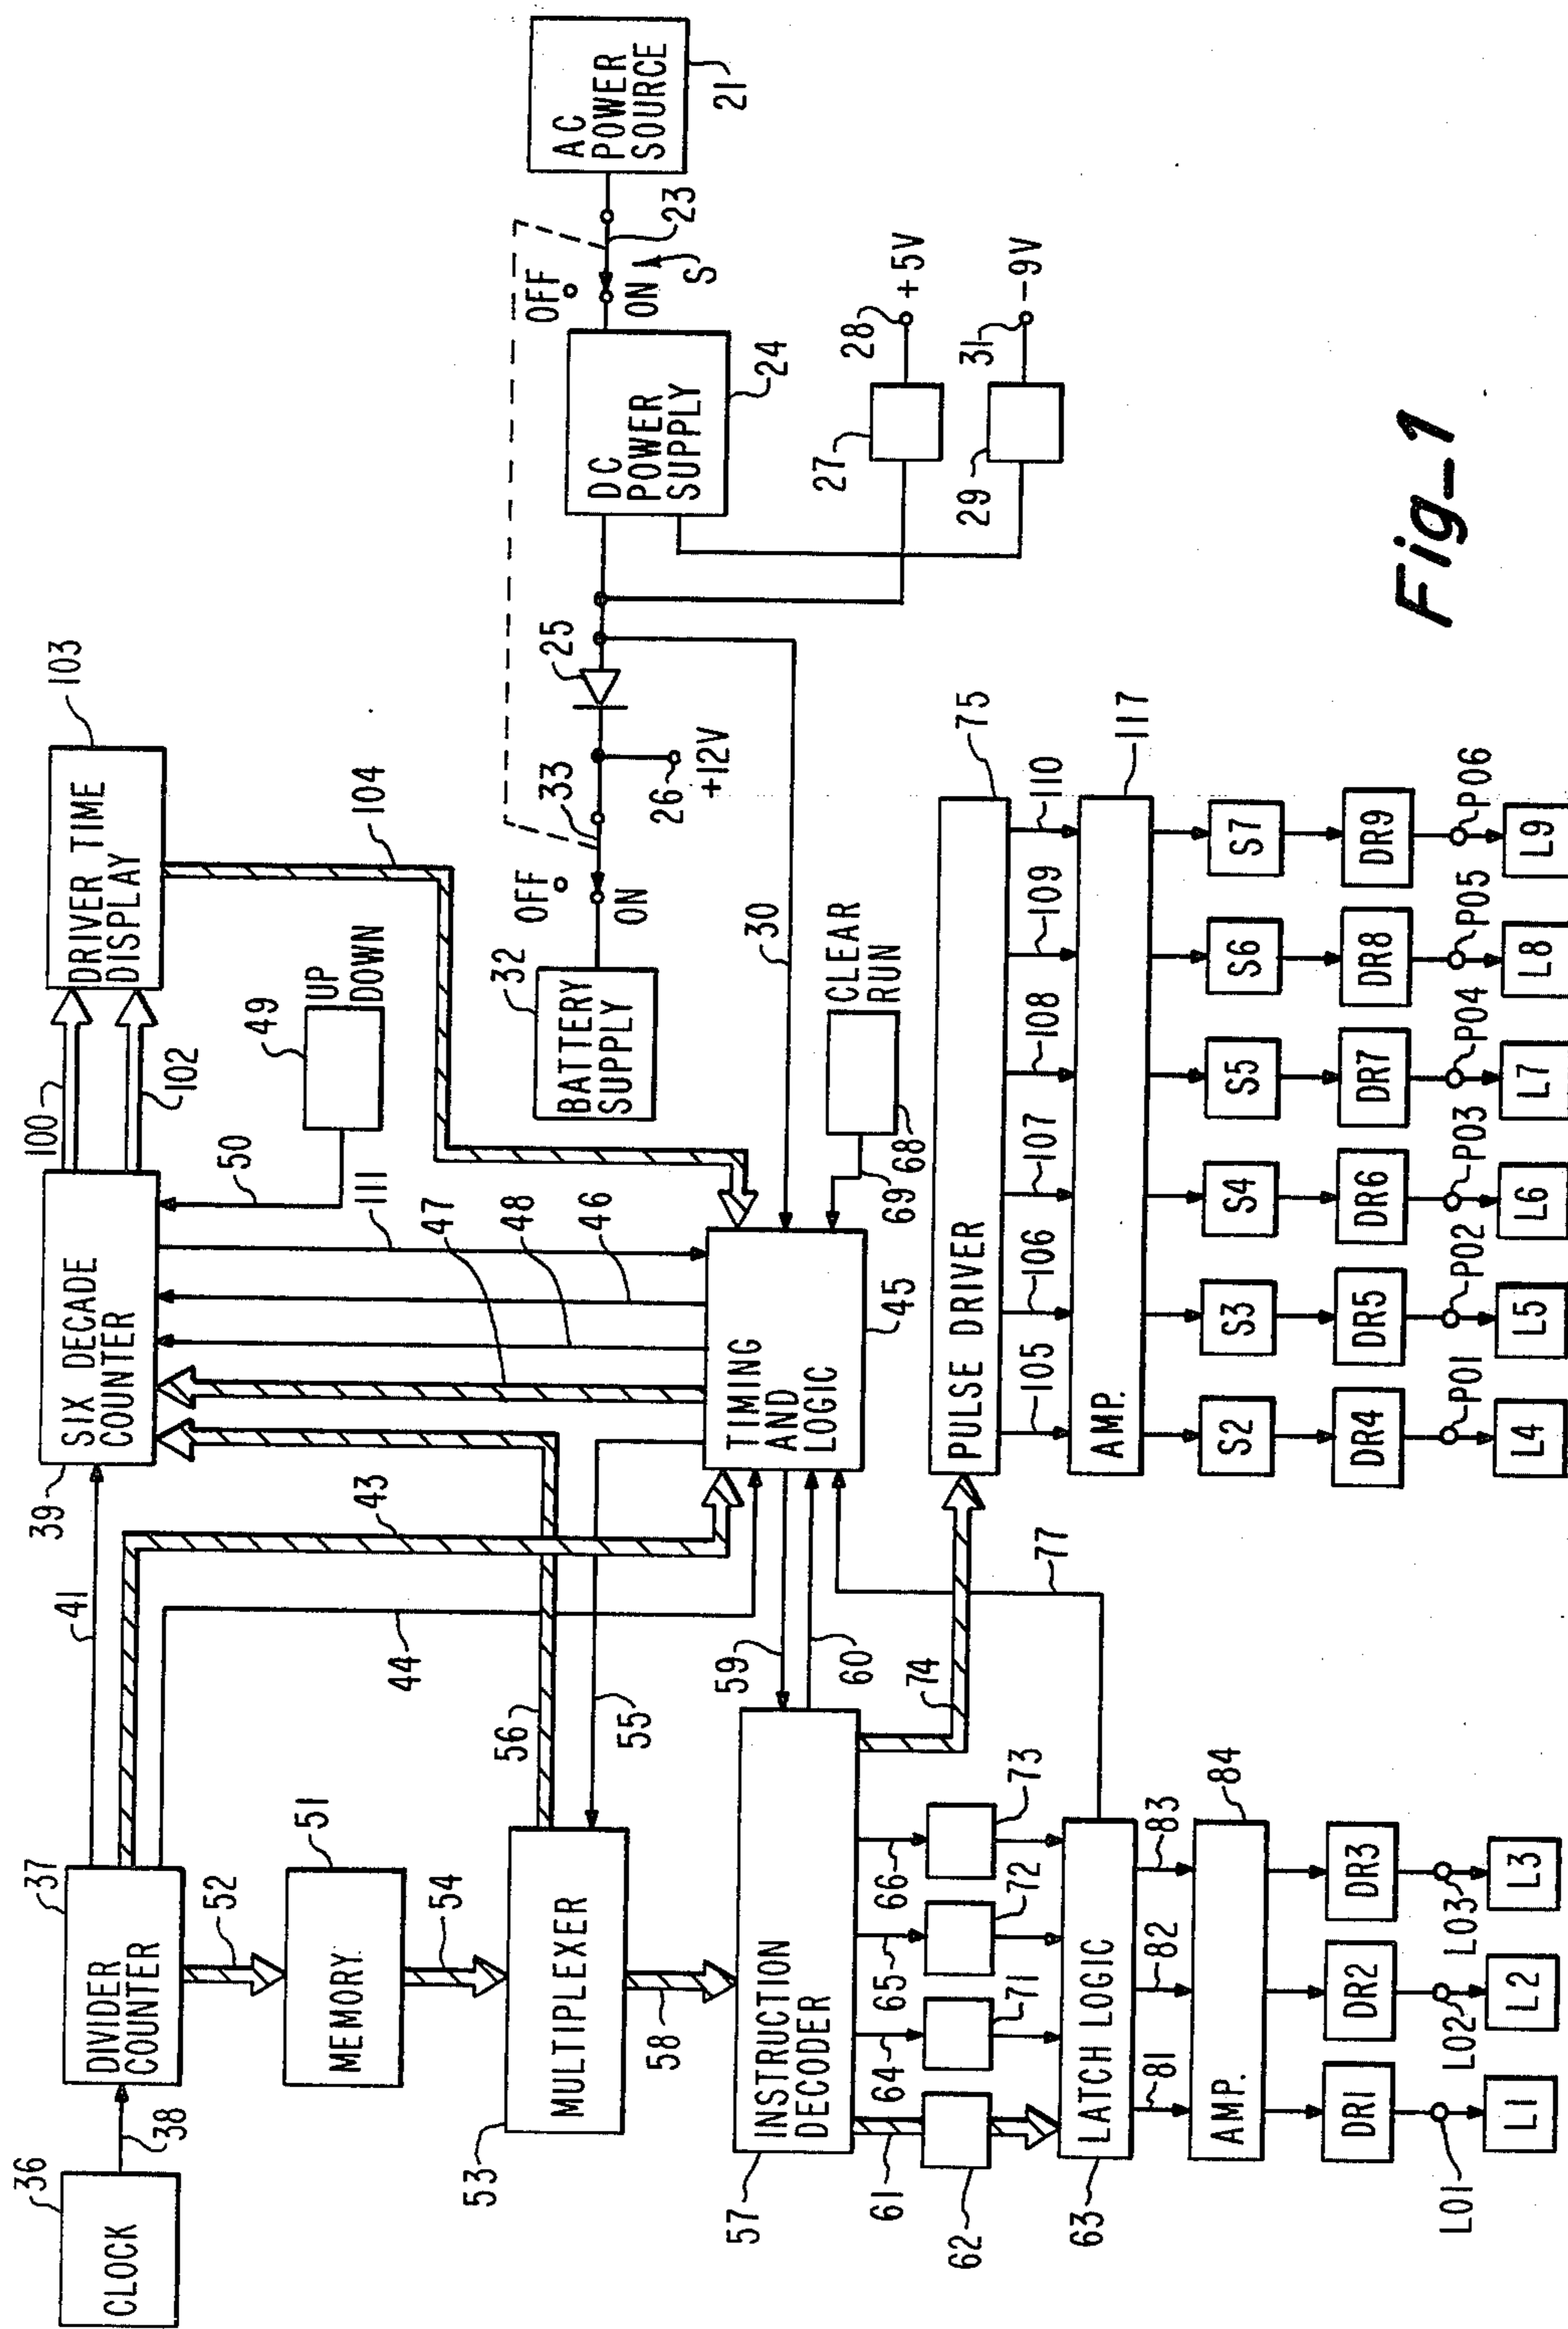 36
CLOCK
38
37
DIVIDER
COUNTER
41
39
SIX DECADE
COUNTER
100
102
103
DRIVER TIME
DISPLAY
104
52
43
44
50
111
47
48
46
49
UP
DOWN
51
MEMORY
54
53
MULTIPLEXER
56
55
58
TIMING
AND
LOGIC
45
32
BATTERY
SUPPLY
OFF
ON
33
26
+12V
25
OFF
ON
S
23
DC
POWER
SUPPLY
24
AC
POWER
SOURCE
21
30
27
28
+5V
29
31
-9V
CLEAR
RUN
68
69
57
INSTRUCTION
DECODER
59
60
74
77
61
64
65
66
62
71
72
73
63
LATCH LOGIC
81
82
83
84
AMP.
DR1
DR2
DR3
L01
L02
L03
L1
L2
L3
PULSE DRIVER
75
105
106
107
108
109
110
AMP.
117
S2
S3
S4
S5
S6
S7
DR4
DR5
DR6
DR7
DR8
DR9
P01
P02
P03
P04
P05
P06
L4
L5
L6
L7
L8
L9
Fig_1